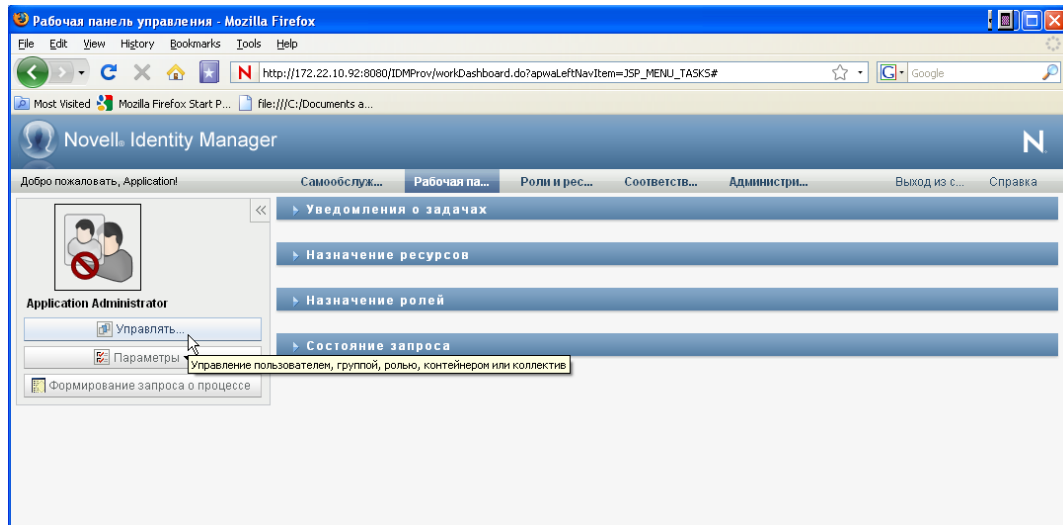 Рабочая панель управления - Mozilla Firefox
File Edit View History Bookmarks Tools Help
http://172.22.10.92:8080/IDMProv/workDashboard.do?apwaLeftNavItem=JSP_MENU_TASKS#
Google
Most Visited Mozilla Firefox Start P... file:///C:/Documents a...
Novell® Identity Manager
N
Добро пожаловать, Application!
Самообслуж... Рабочая па... Роли и рес... Соответств... Администри... Выход из с... Справка
Уведомления о задачах
Назначение ресурсов
Application Administrator
Назначение ролей
Управлять...
Состояние запроса
Параметры
Управление пользователем, группой, ролью, контейнером или коллектив
Формирование запроса о процессе